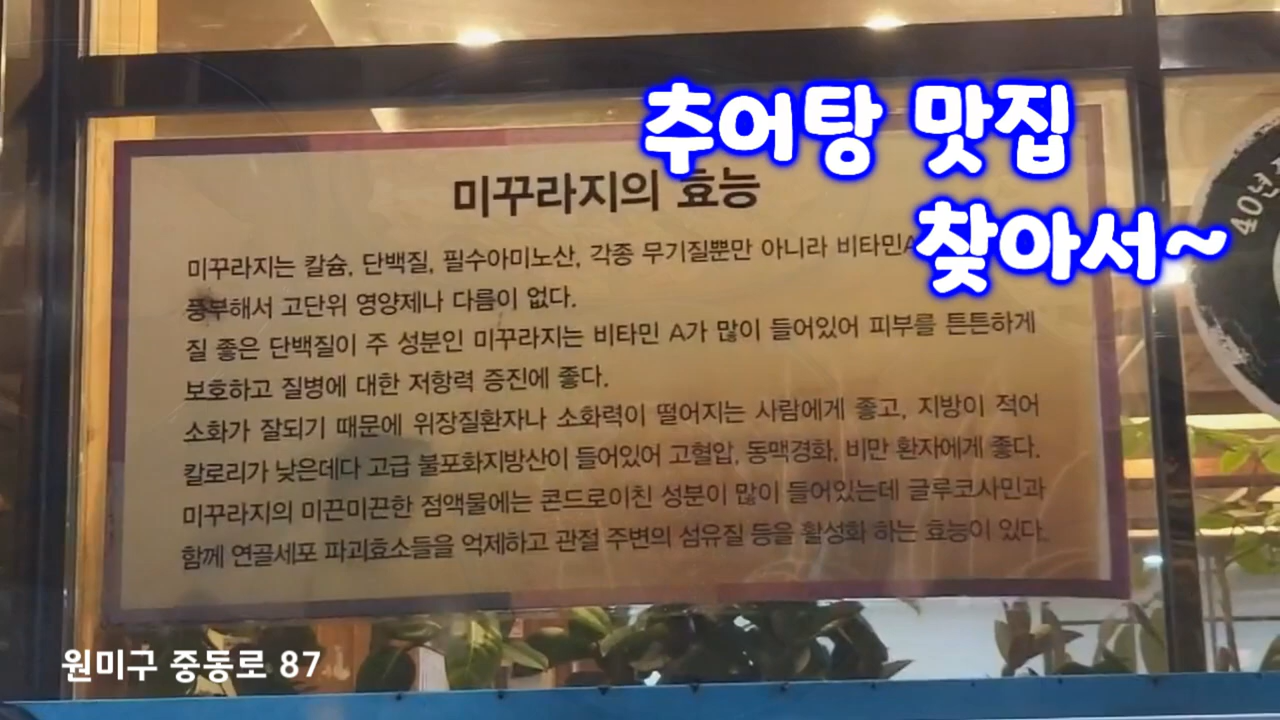 추어탕 맛집
찾아서~
미꾸라지의 효능
미꾸라지는 칼슘, 단백질, 필수아미노산, 각종 무기질뿐만 아니라 비타민A
풍부해서 고단위 영양제나 다름이 없다.
질 좋은 단백질이 주 성분인 미꾸라지는 비타민 A가 많이 들어있어 피부를 튼튼하게
보호하고 질병에 대한 저항력 증진에 좋다.
소화가 잘되기 때문에 위장질환자나 소화력이 떨어지는 사람에게 좋고, 지방이 적어
칼로리가 낮은데다 고급 불포화지방산이 들어있어 고혈압, 동맥경화, 비만 환자에게 좋다.
미꾸라지의 미끈미끈한 점액물에는 콘드로이친 성분이 많이 들어있는데 글루코사민과
함께 연골세포 파괴효소들을 억제하고 관절 주변의 섬유질 등을 활성화 하는 효능이 있다.
40년
원미구 중동로 87